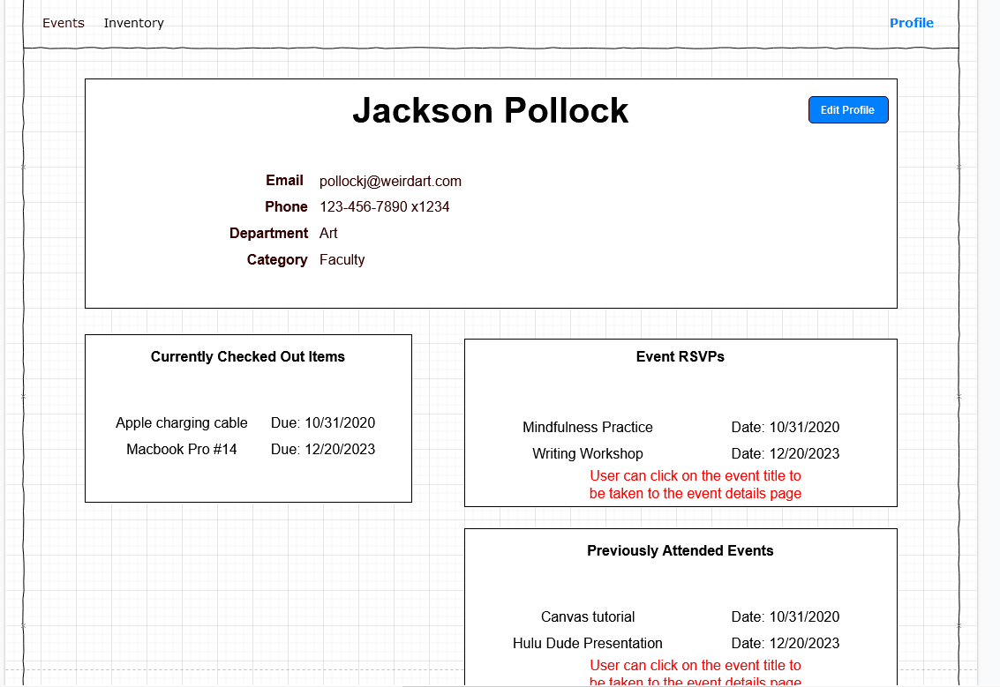 Events Inventory Profile
Jackson Pollock
Edit Profile
Email pollockj@weirdart.com
Phone 123-456-7890 x1234
Department Art
Category Faculty
Currently Checked Out Items
Apple charging cable Due: 10/31/2020
Macbook Pro #14 Due: 12/20/2023
Event RSVPs
Mindfulness Practice Date: 10/31/2020
Writing Workshop Date: 12/20/2023
User can click on the event title to
be taken to the event details page
Previously Attended Events
Canvas tutorial Date: 10/31/2020
Hulu Dude Presentation Date: 12/20/2023
User can click on the event title to
be taken to the event details page